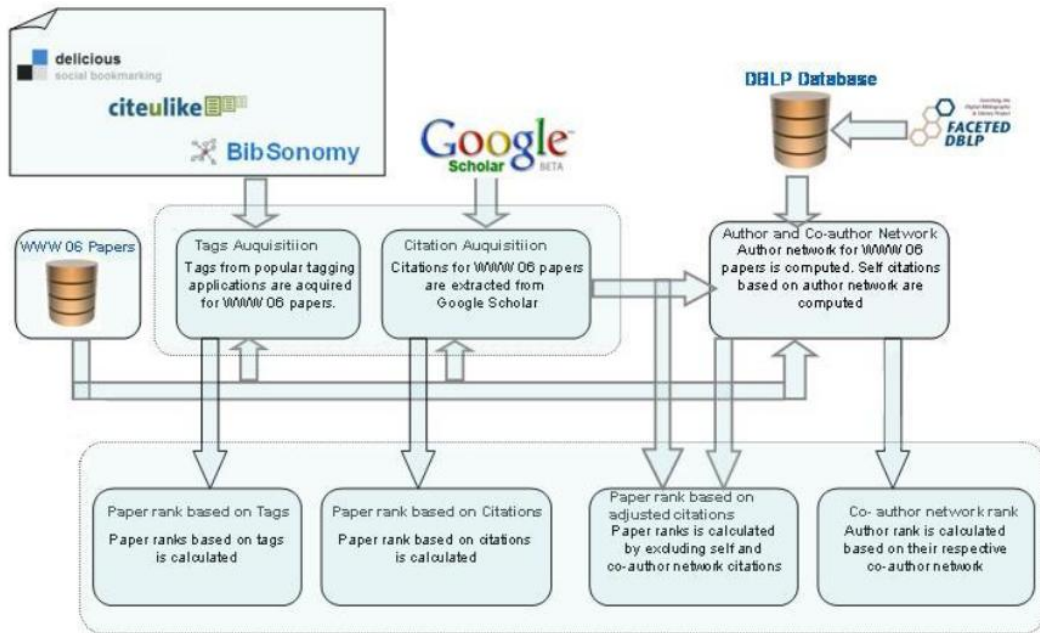 delicious
social bookmarking
citeulike
BibSonomy
Google
Scholar BETA
DBLP Database
FACETED
DBLP
WWW 06 Papers
Tags Auquisitiion
Tags from popular tagging
applications are acquired
for WWW 06 papers.
Citation Auquisitiion
Citations for WWW 06 papers
are extracted from
Google Scholar
Author and Co-author Network
Author network for WWW 06
papers is computed. Self citations
based on author network are
computed
Paper rank based on Tags
Paper ranks based on tags
is calculated
Paper rank based on Citations
Paper rank based on citations
is calculated
Paper rank based on
adjusted citations
Paper ranks is calculated
by excluding self and
co-author network citations
Co- author network rank
Author rank is calculated
based on their respective
co-author network